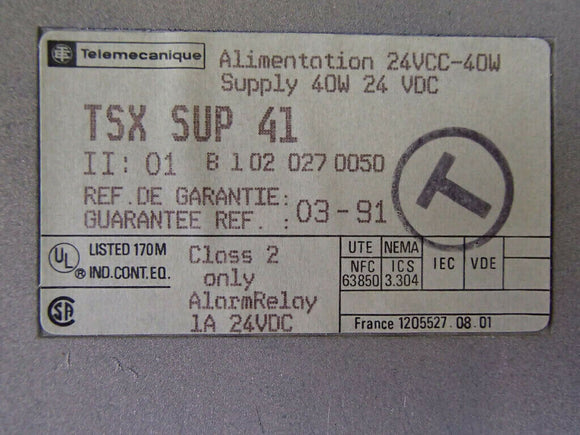 Telemecanique
Alimentation 24VCC-40W
Supply 40W 24 VDC
TSX SUP 41
II: 01 B 1 02 027 0050
REF.DE GARANTIE:
GUARANTEE REF. : 03-91
T
UL ® LISTED 170M
IND.CONT.EQ.
SA
Class 2
only
AlarmRelay
1A 24VDC
UTE NEMA IEC VDE
NFC ICS
63850 3.304
France 1205527.08.01